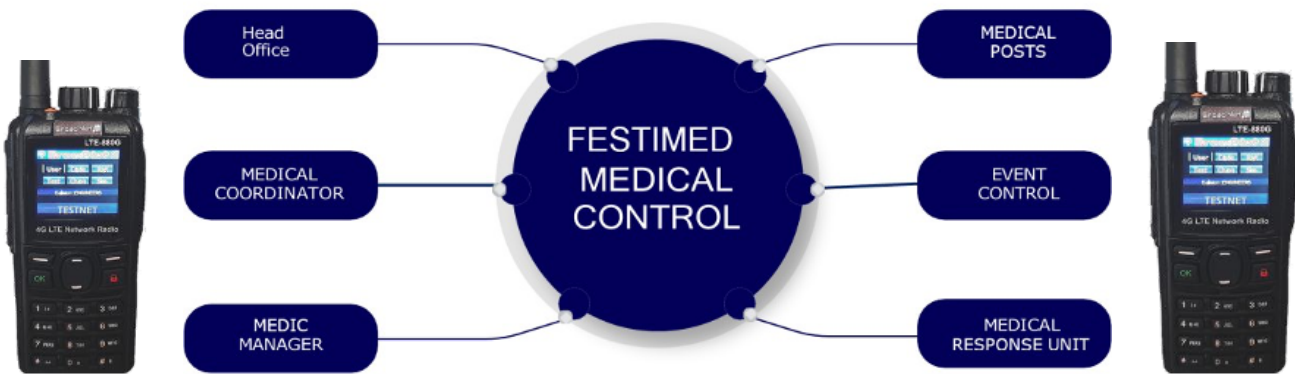 Head
Office
MEDICAL
COORDINATOR
MEDIC
MANAGER
FESTIMED
MEDICAL
CONTROL
MEDICAL
POSTS
EVENT
CONTROL
MEDICAL
RESPONSE UNIT
LTE-880G
TESTNET
4G LTE Network Radio
OK
LTE-880G
TESTNET
4G LTE Network Radio
OK